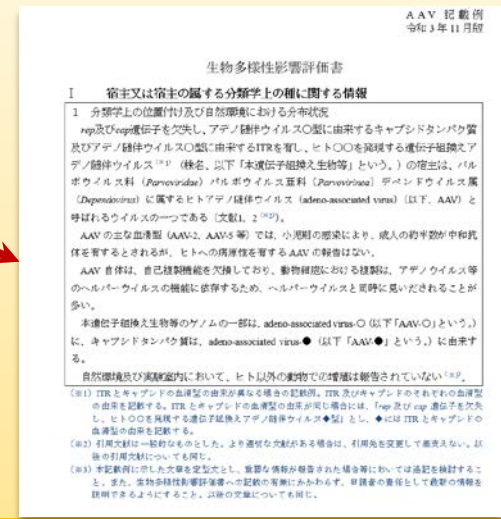 AAV 記載例
令和3年11月版
生物多様性影響評価書
I 宿主又は宿主の属する分類学上の種に関する情報
1 分類学上の位置付け及び自然環境における分布状況
rep及びcap遺伝子を欠失し、アデノ随伴ウイルス○型に由来するキャプシドタンパク質
及びアデノ随伴ウイルス○型に由来するITRを有し、ヒト○○を発現する遺伝子組換えア
デノ随伴ウイルス(※1)(株名、以下「本遺伝子組換え生物等」という。)の宿主は、パル
ボウイルス科(Parvoviridae)パルボウイルス亜科(Parvovirinea)デペンドウイルス属
(Dependovirus)に属するヒトアデノ随伴ウイルス(adeno-associated virus)(以下、AAV)と
呼ばれるウイルスの一つである〔文献1、2(※2)〕。
AAVの主な血清型(AAV-2、AAV-5等)では、小児期の感染により、成人の約半数が中和抗
体を有するとされるが、ヒトへの病原性を有するAAVの報告はない。
AAV自体は、自己複製機能を欠損しており、動物細胞における複製は、アデノウイルス等
のヘルパーウイルスの機能に依存するため、ヘルパーウイルスと同時に見いだされることが
多い。
本遺伝子組換え生物等のゲノムの一部は、adeno-associated virus-○(以下「AAV-○」という。)
に、キャプシドタンパク質は、adeno-associated virus-●(以下「AAV-●」という。)に由来す
る。
自然環境及び実験室内において、ヒト以外の動物での増殖は報告されていない(※3)。
(※1) ITRとキャプシドの血清型の由来が異なる場合の記載例。ITR及びキャプシドのそれぞれの血清型
の由来を記載する。ITRとキャプシドの血清型の由来が同じ場合には、「rep及びcap遺伝子を欠失
し、ヒト○○を発現する遺伝子組換えアデノ随伴ウイルス◆型」とし、◆にはITRとキャプシドの
血清型の由来を記載する。
(※2) 引用文献は一般的なものとした。より適切な文献がある場合は、引用先を変更して差支えない。以
後の引用文献についても同じ。
(※3) 本記載例に示した文章を定型文とし、重要な情報が報告された場合等においては追記を検討するこ
と、また、生物多様性影響評価書への記載の有無にかかわらず、申請者の責任として最新の情報を
説明できるようにすること。以後の文章についても同じ。